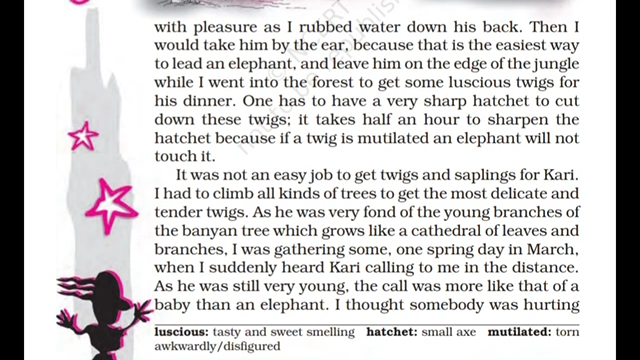 with pleasure as I rubbed water down his back. Then I
would take him by the ear, because that is the easiest way
to lead an elephant, and leave him on the edge of the jungle
while I went into the forest to get some luscious twigs for
his dinner. One has to have a very sharp hatchet to cut
down these twigs; it takes half an hour to sharpen the
hatchet because if a twig is mutilated an elephant will not
touch it.
It was not an easy job to get twigs and saplings for Kari.
I had to climb all kinds of trees to get the most delicate and
tender twigs. As he was very fond of the young branches of
the banyan tree which grows like a cathedral of leaves and
branches, I was gathering some, one spring day in March,
when I suddenly heard Kari calling to me in the distance.
As he was still very young, the call was more like that of a
baby than an elephant. I thought somebody was hurting
luscious: tasty and sweet smelling hatchet: small axe mutilated: torn
awkwardly/disfigured